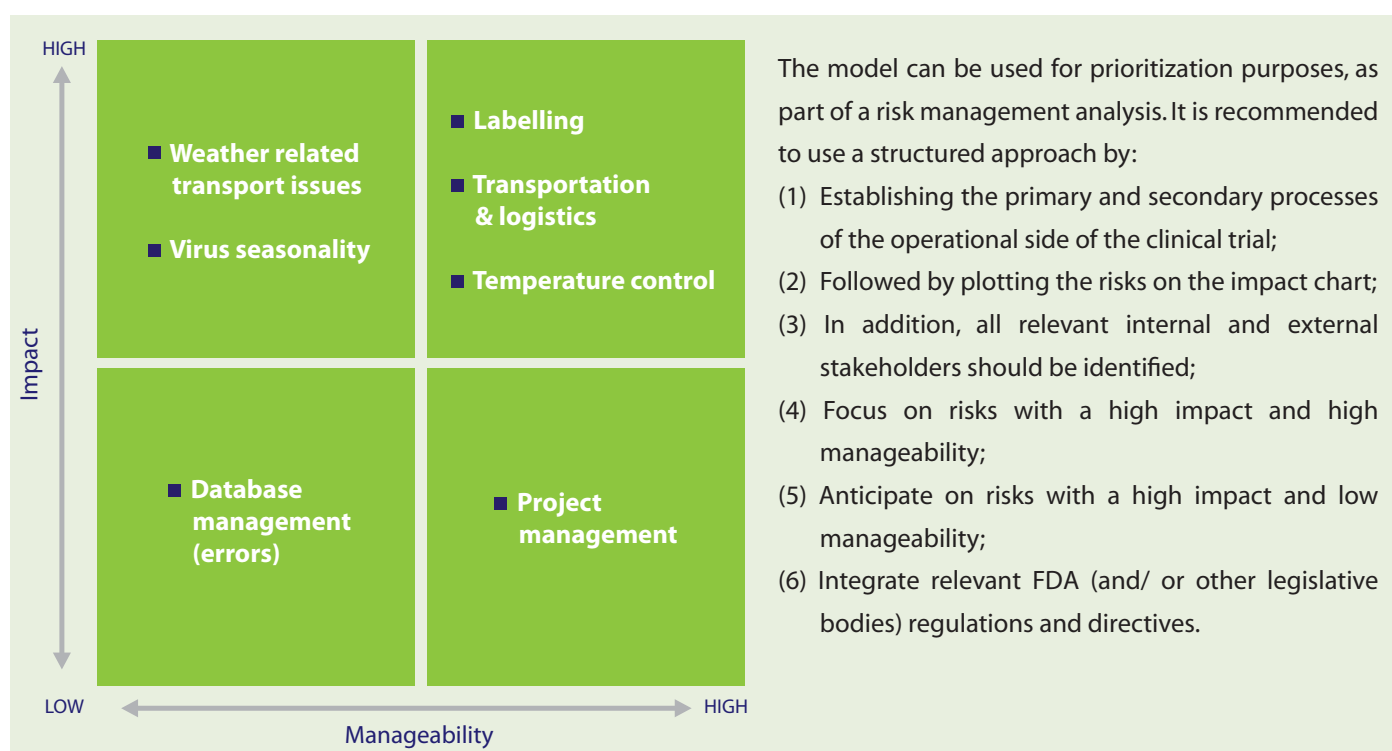 HIGH
■ Weather related
transport issues
■ Virus seasonality
■ Labelling
■ Transportation
& logistics
■ Temperature control
Impact
■ Database
management
(errors)
■ Project
management
LOW
HIGH
Manageability
The model can be used for prioritization purposes, as
part of a risk management analysis. It is recommended
to use a structured approach by:
(1) Establishing the primary and secondary processes
of the operational side of the clinical trial;
(2) Followed by plotting the risks on the impact chart;
(3) In addition, all relevant internal and external
stakeholders should be identified;
(4) Focus on risks with a high impact and high
manageability;
(5) Anticipate on risks with a high impact and low
manageability;
(6) Integrate relevant FDA (and/ or other legislative
bodies) regulations and directives.